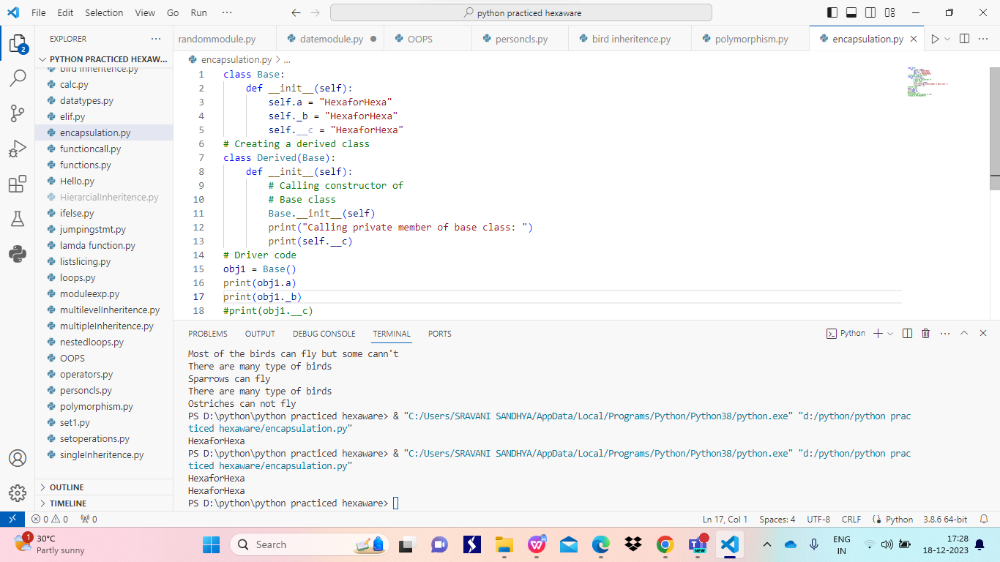 File Edit Selection View Go Run ··· python practiced hexaware
EXPLORER ···
randommodule.py datemodule.py OOPS personcls.py bird inheritence.py polymorphism.py encapsulation.py
PYTHON PRACTICED HEXAW...
encapsulation.py > ...
bird inheritence.py
calc.py
datatypes.py
elif.py
encapsulation.py
functioncall.py
functions.py
Hello.py
HierarcialInheritence.py
ifelse.py
jumpingstmt.py
lamda function.py
listslicing.py
loops.py
moduleexp.py
multilevelInheritence.py
multipleInheritence.py
nestedloops.py
OOPS
operators.py
personcls.py
polymorphism.py
set1.py
setoperations.py
singleInheritence.py
OUTLINE
TIMELINE
2
1 class Base:
2     def __init__(self):
3         self.a = "HexaforHexa"
4         self._b = "HexaforHexa"
5         self.__c = "HexaforHexa"
6 # Creating a derived class
7 class Derived(Base):
8     def __init__(self):
9         # Calling constructor of
10         # Base class
11         Base.__init__(self)
12         print("Calling private member of base class: ")
13         print(self.__c)
14 # Driver code
15 obj1 = Base()
16 print(obj1.a)
17 print(obj1._b)
18 #print(obj1.__c)
PROBLEMS OUTPUT DEBUG CONSOLE TERMINAL PORTS Python
Most of the birds can fly but some cann't
There are many type of birds
Sparrows can fly
There are many type of birds
Ostriches can not fly
PS D:\python\python practiced hexaware> & "C:/Users/SRAVANI SANDHYA/AppData/Local/Programs/Python/Python38/python.exe" "d:/python/python prac
ticed hexaware/encapsulation.py"
HexaforHexa
PS D:\python\python practiced hexaware> & "C:/Users/SRAVANI SANDHYA/AppData/Local/Programs/Python/Python38/python.exe" "d:/python/python prac
ticed hexaware/encapsulation.py"
HexaforHexa
HexaforHexa
PS D:\python\python practiced hexaware>
0 0 0 Ln 17, Col 1 Spaces: 4 UTF-8 CRLF Python 3.8.6 64-bit
1
30°C
Partly sunny
Search
NEW
ENG
IN
17:28
18-12-2023